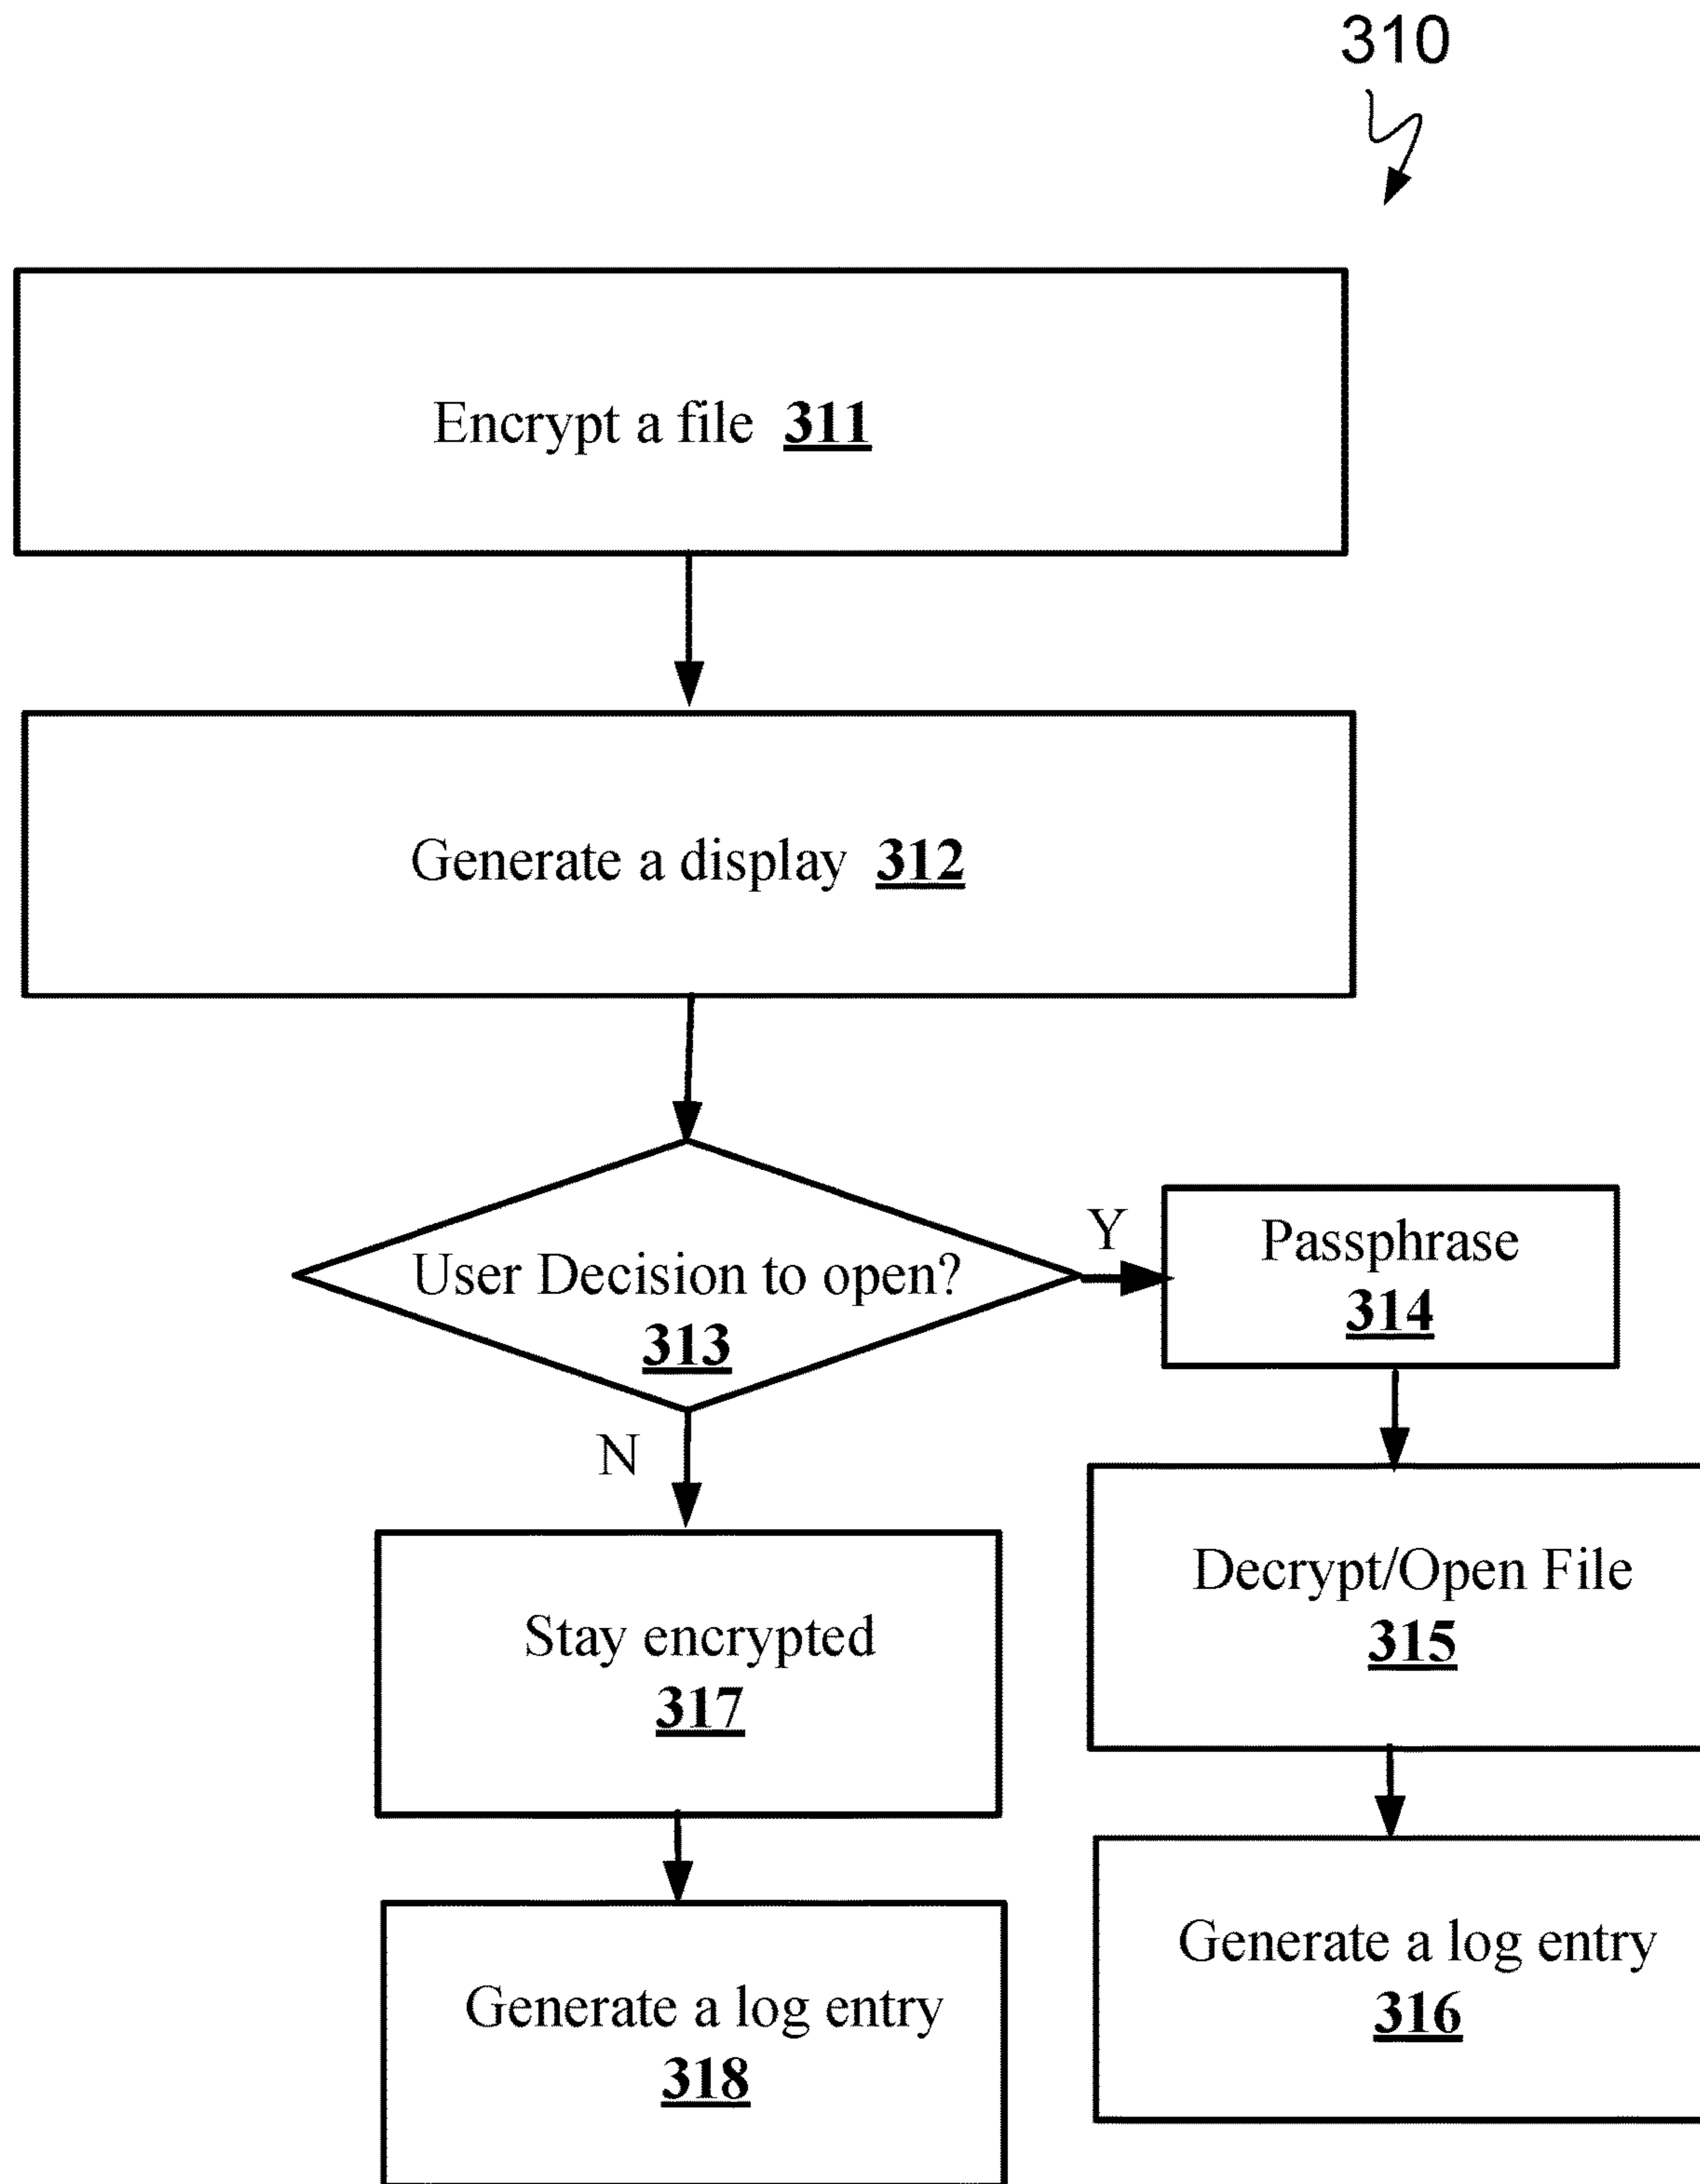 310
Encrypt a file 311
Generate a display 312
User Decision to open?
313
Y
Passphrase
314
N
Decrypt/Open File
315
Stay encrypted
317
Generate a log entry
316
Generate a log entry
318